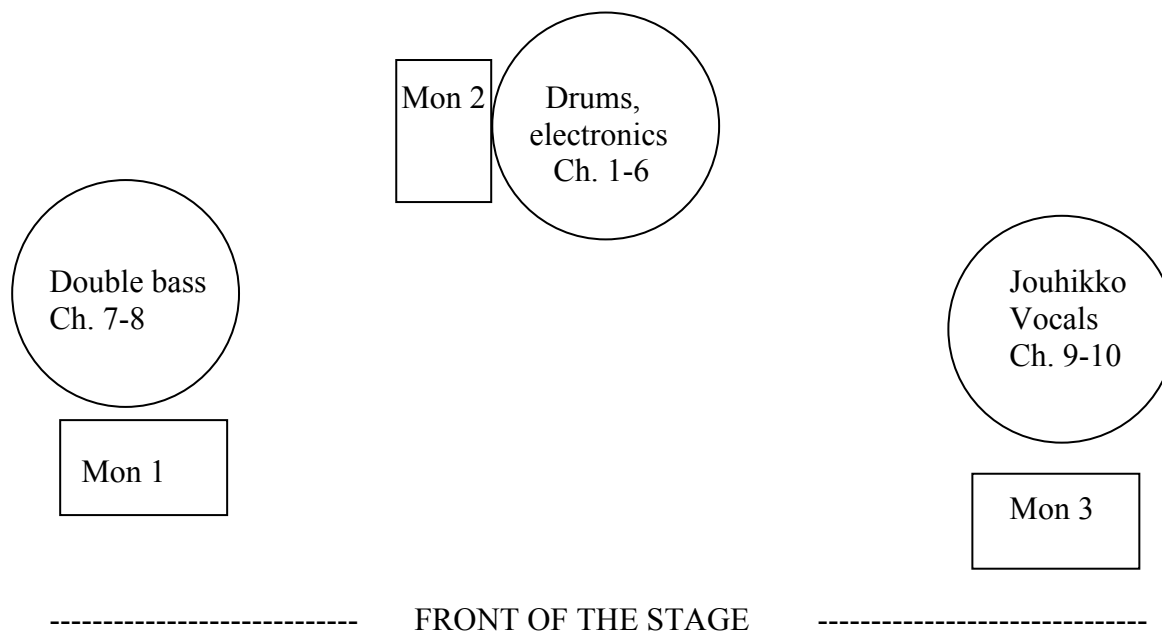 Mon 2
Drums,
electronics
Ch. 1-6
Double bass
Ch. 7-8
Jouhikko
Vocals
Ch. 9-10
Mon 1
Mon 3
----------------------------- FRONT OF THE STAGE -------------------------------